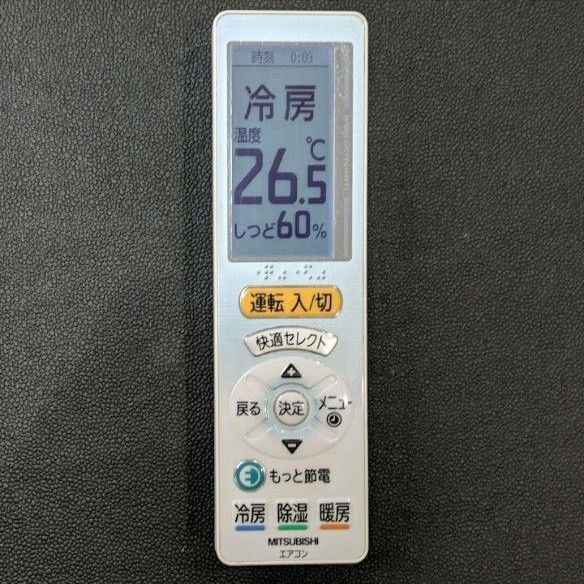 時刻 0:09
冷房
温度
26.5℃
しつど60%
運転 入/切
快適セレクト
戻る 決定 メニュー
E もっと節電
冷房 除湿 暖房
MITSUBISHI
エアコン